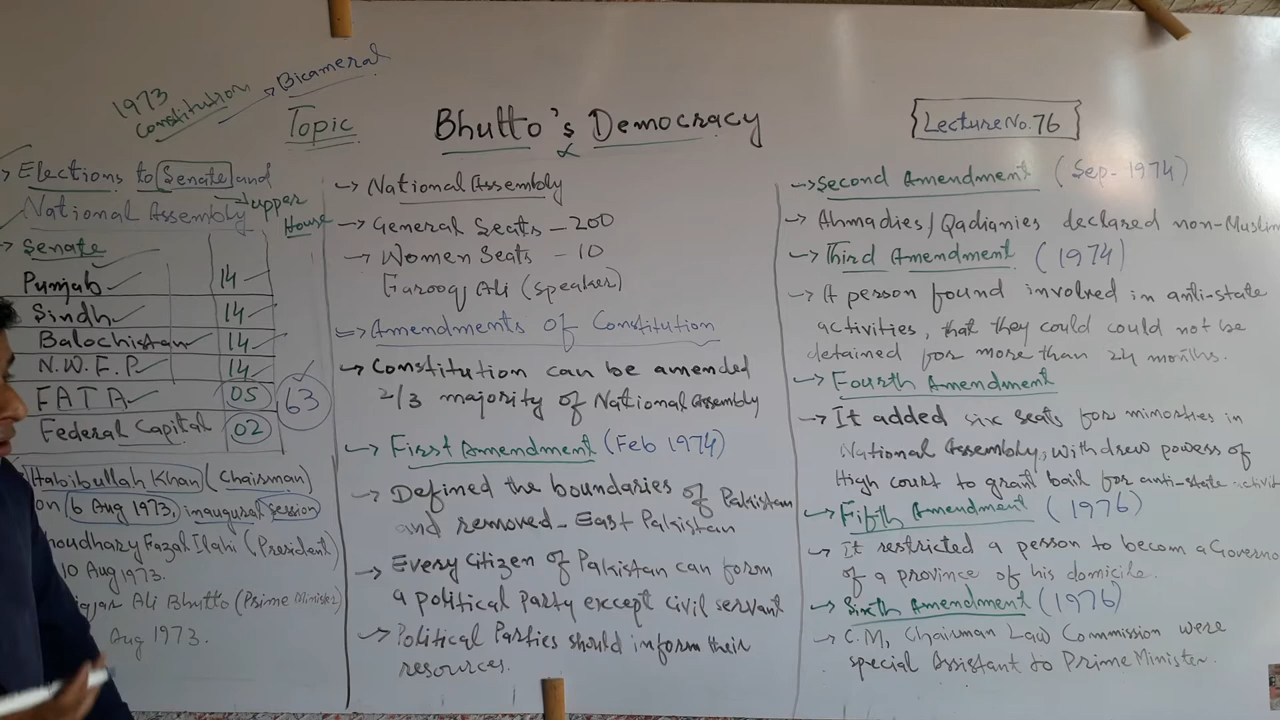 1973
Constitution → Bicameral
Topic
Bhutto's Democracy
Lecture No. 76
→ Elections to Senate and
National Assembly → upper
House
→ Senate
Punjab 14
Sindh 14
Balochistan 14
N.W.F.P 14
FATA 05
Federal Capital 02
63
Habibullah Khan (Chairman)
on 6 Aug 1973, inaugural session
houdhary Fazal Ilahi (President)
10 Aug 1973.
Ali Bhutto (Prime Minister)
Aug 1973.
→ National Assembly
→ General Seats - 200
→ Women Seats - 10
Farooq Ali (speaker)
→ Amendments of Constitution
→ Constitution can be amended
2/3 majority of National Assembly
→ First Amendment (Feb 1974)
→ Defined the boundaries of Pakistan
and removed - East Pakistan
→ Every Citizen of Pakistan can form
a political party except civil servant
→ Political Parties should inform their
resources.
→ Second Amendment (Sep - 1974)
→ Ahmadies/Qadianies declared non-Muslim
→ Third Amendment (1974)
→ A person found involved in anti-state
activities, that they could could not be
detained for more than 24 months.
→ Fourth Amendment
→ It added six seats for minorties in
National Assembly, withdrew powers of
High court to grant bail for anti-state activit
→ Fifth Amendment (1976)
→ It restricted a person to becom a Governo
of a province of his domicile.
→ Sixth Amendment (1976)
→ C.M, Chairman Law Commission were
special Assistant to Prime Minister.